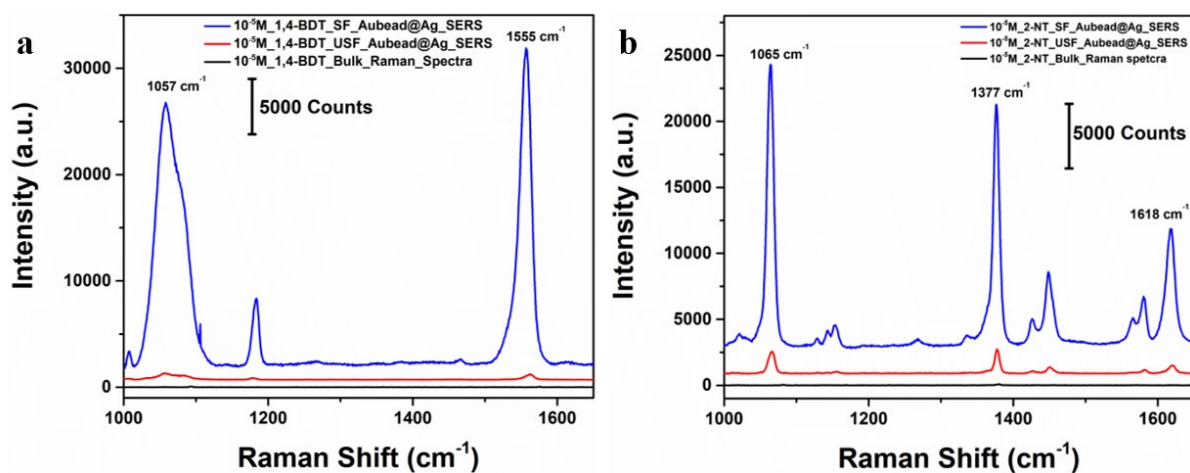 a
10⁻⁵M_1,4-BDT_SF_Aubead@Ag_SERS
10⁻⁵M_1,4-BDT_USF_Aubead@Ag_SERS
10⁻⁵M_1,4-BDT_Bulk_Raman_Spectra
1057 cm⁻¹
1555 cm⁻¹
5000 Counts
30000
20000
10000
0
1000
1200
1400
1600
Intensity (a.u.)
Raman Shift (cm⁻¹)
b
10⁻⁵M_2-NT_SF_Aubead@Ag_SERS
10⁻⁵M_2-NT_USF_Aubead@Ag_SERS
10⁻⁵M_2-NT_Bulk_Raman spetcra
1065 cm⁻¹
1377 cm⁻¹
5000 Counts
1618 cm⁻¹
25000
20000
15000
10000
5000
0
1000
1200
1400
1600
Intensity (a.u.)
Raman Shift (cm⁻¹)